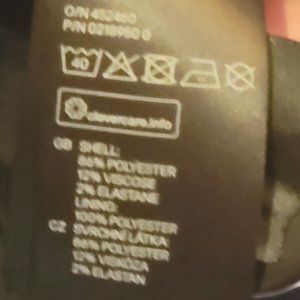 O/N 452460
P/N 0218950 0
40
clevercare.info
GB SHELL:
86% POLYESTER
12% VISCOSE
2% ELASTANE
LINING:
100% POLYESTER
CZ SVRCHNÍ LÁTKA:
86% POLYESTER
12% VISKÓZA
2% ELASTAN